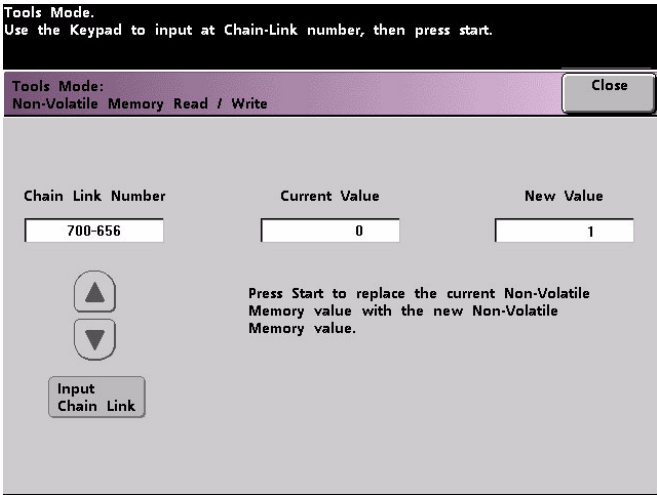 Tools Mode.
Use the Keypad to input at Chain-Link number, then press start.
Tools Mode:
Non-Volatile Memory Read / Write
Close
Chain Link Number
Current Value
New Value
700-656
0
1
Press Start to replace the current Non-Volatile
Memory value with the new Non-Volatile
Memory value.
Input
Chain Link